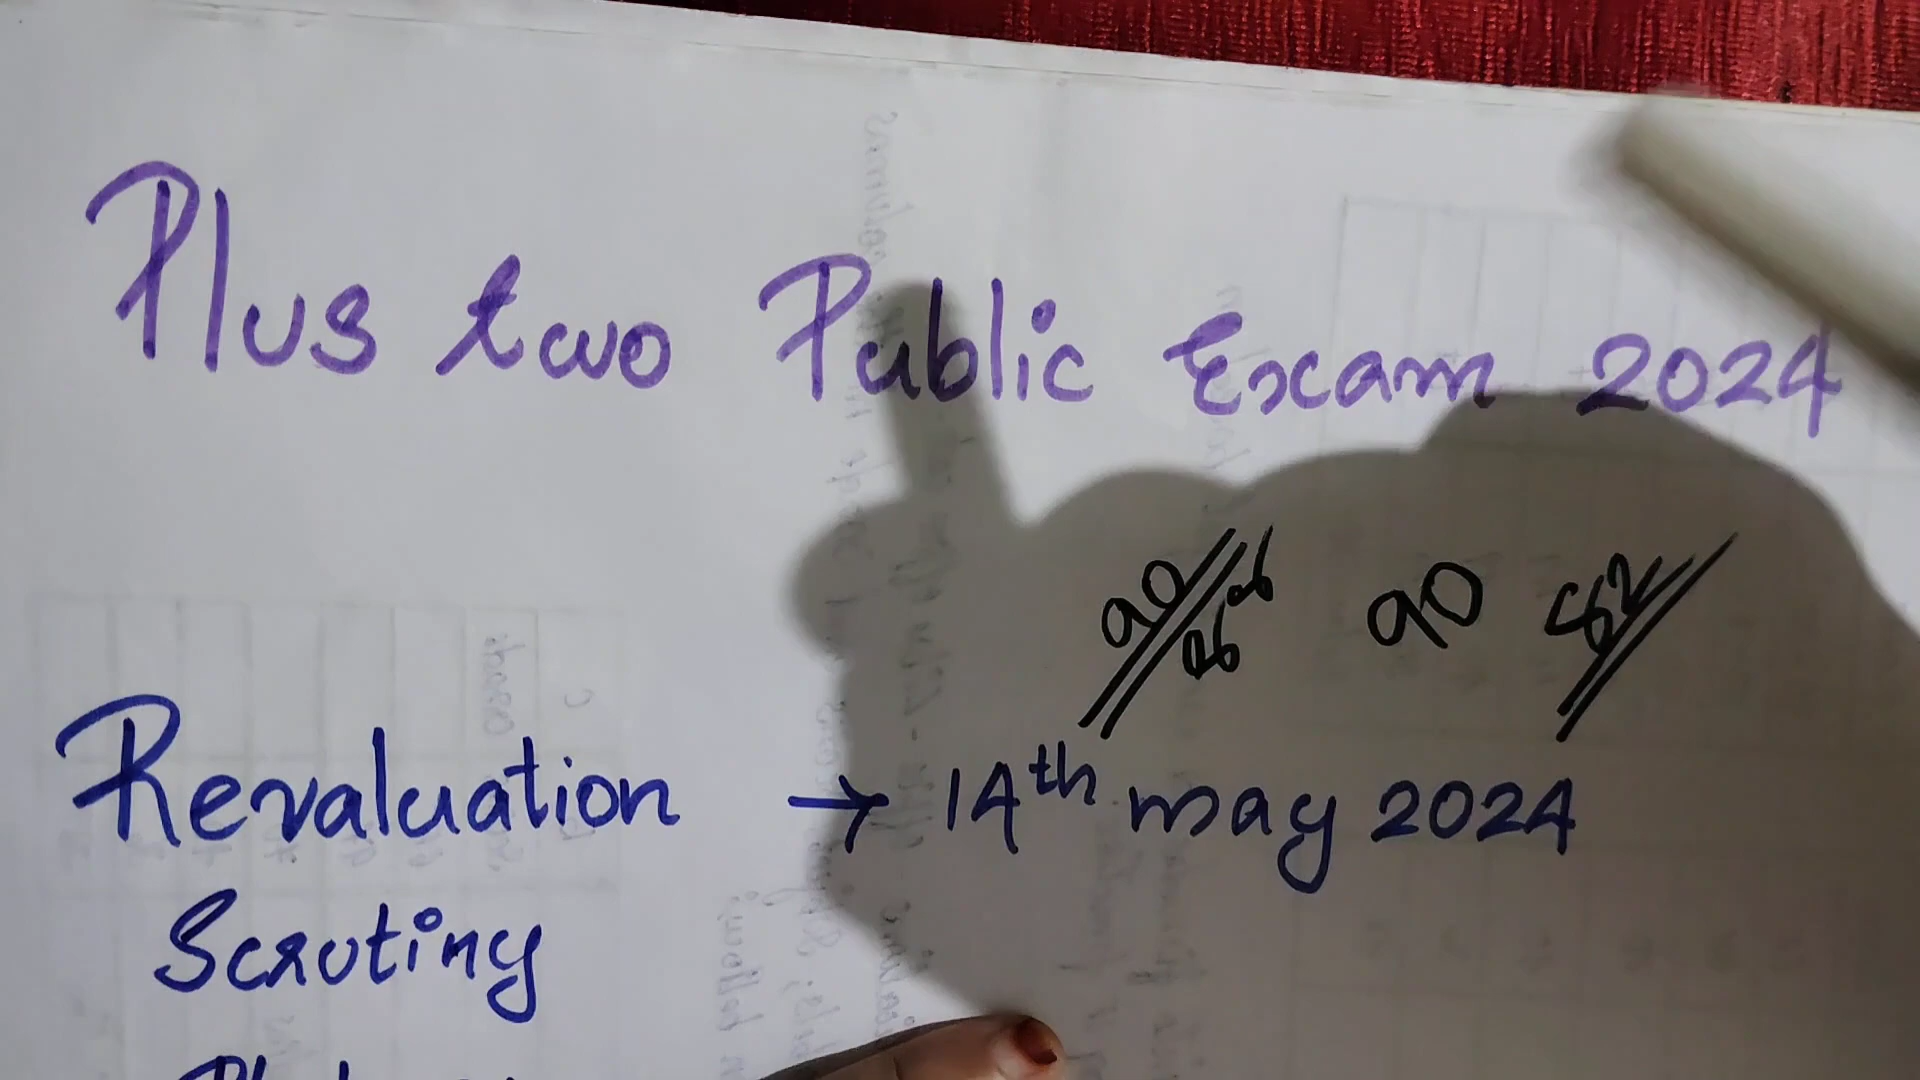 Plus two Public Exam 2024
90 90
Revaluation → 14th may 2024
Scrutiny